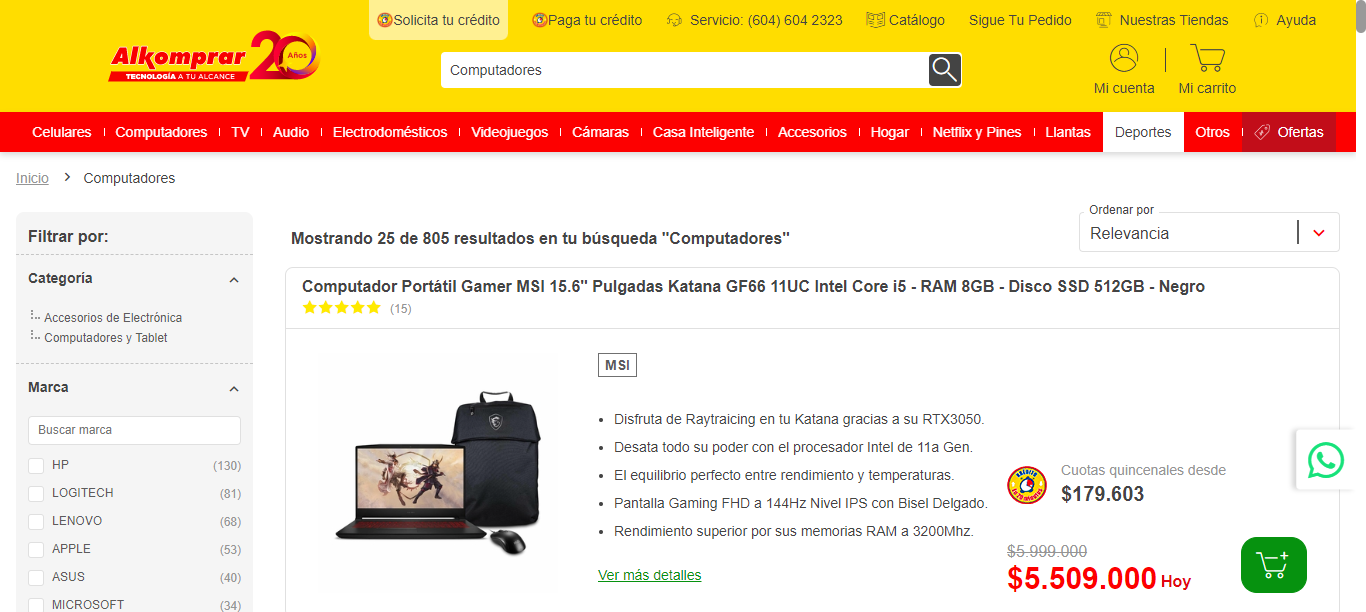 Solicita tu crédito
Paga tu crédito
Servicio: (604) 604 2323
Catálogo
Sigue Tu Pedido
Nuestras Tiendas
Ayuda
Alkomprar 20 Años
TECNOLOGÍA A TU ALCANCE
Computadores
Mi cuenta
Mi carrito
Celulares
Computadores
TV
Audio
Electrodomésticos
Videojuegos
Cámaras
Casa Inteligente
Accesorios
Hogar
Netflix y Pines
Llantas
Deportes
Otros
Ofertas
Inicio > Computadores
Filtrar por:
Categoría
Accesorios de Electrónica
Computadores y Tablet
Marca
Buscar marca
HP (130)
LOGITECH (81)
LENOVO (68)
APPLE (53)
ASUS (40)
MICROSOFT (34)
Ordenar por
Relevancia
Mostrando 25 de 805 resultados en tu búsqueda "Computadores"
Computador Portátil Gamer MSI 15.6" Pulgadas Katana GF66 11UC Intel Core i5 - RAM 8GB - Disco SSD 512GB - Negro
(15)
MSI
• Disfruta de Raytraicing en tu Katana gracias a su RTX3050.
• Desata todo su poder con el procesador Intel de 11a Gen.
• El equilibrio perfecto entre rendimiento y temperaturas.
• Pantalla Gaming FHD a 144Hz Nivel IPS con Bisel Delgado.
• Rendimiento superior por sus memorias RAM a 3200Mhz.
Ver más detalles
Cuotas quincenales desde
$179.603
$5.999.000
$5.509.000 Hoy